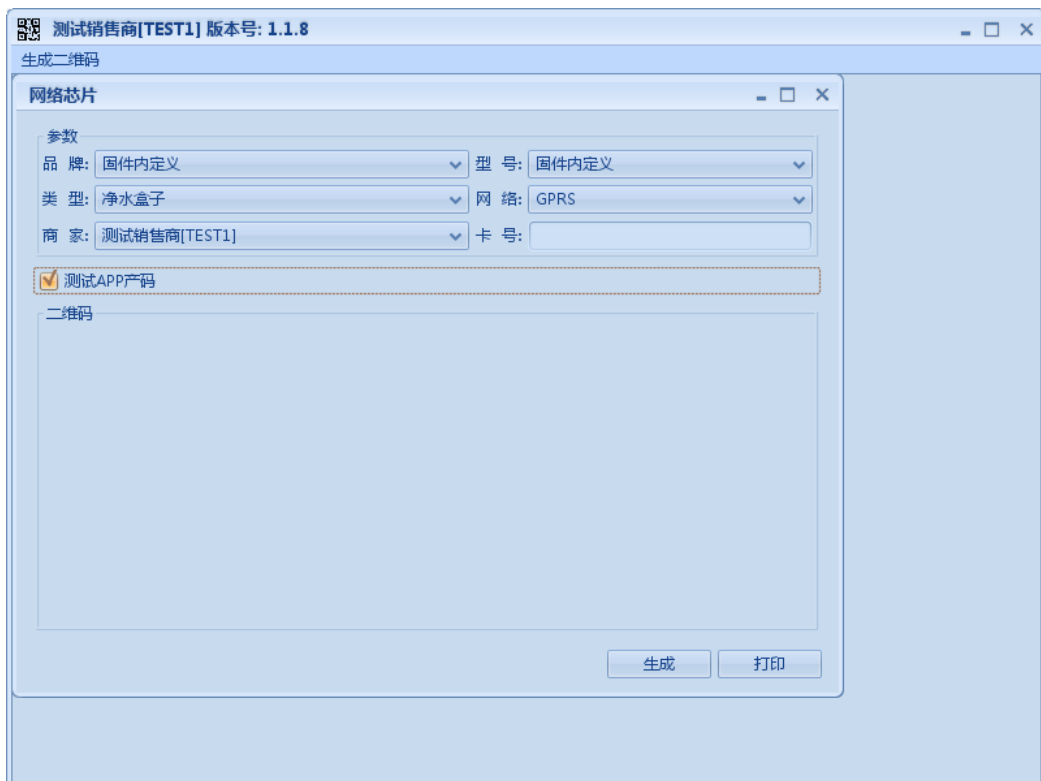 测试销售商[TEST1] 版本号: 1.1.8
生成二维码
网络芯片
参数
品 牌: 固件内定义 型 号: 固件内定义
类 型: 净水盒子 网 络: GPRS
商 家: 测试销售商[TEST1] 卡 号:
测试APP产码
二维码
生成 打印